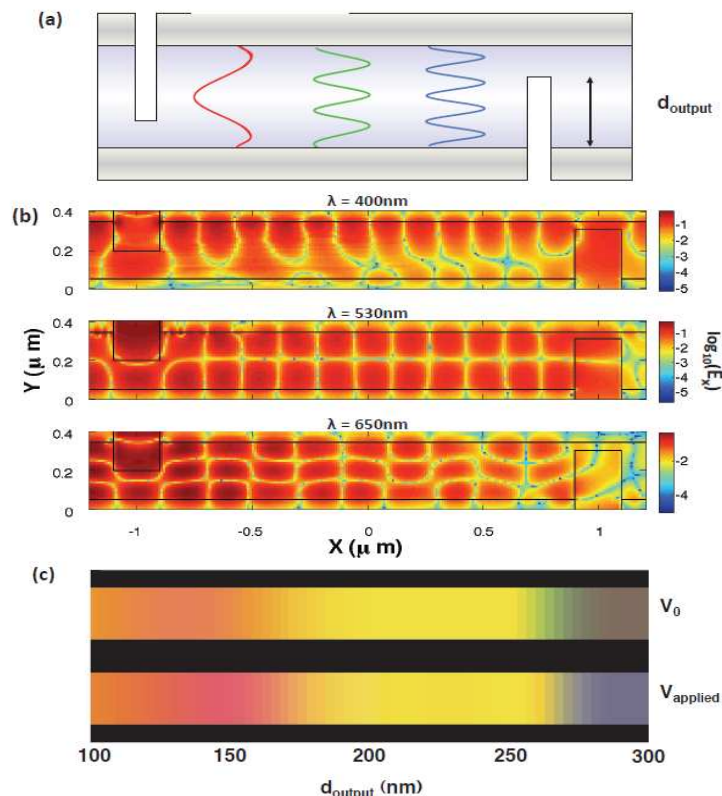 (a)
d_output
(b)
λ = 400nm
0.4
0.2
0
-1
-2
-3
-4
-5
λ = 530nm
0.4
0.2
0
-1
-2
-3
-4
-5
λ = 650nm
0.4
0.2
0
-2
-4
Y (μ m)
log₁₀(Eₓ)
-1 -0.5 0 0.5 1
X (μ m)
(c)
V₀
V_applied
100 150 200 250 300
d_output (nm)